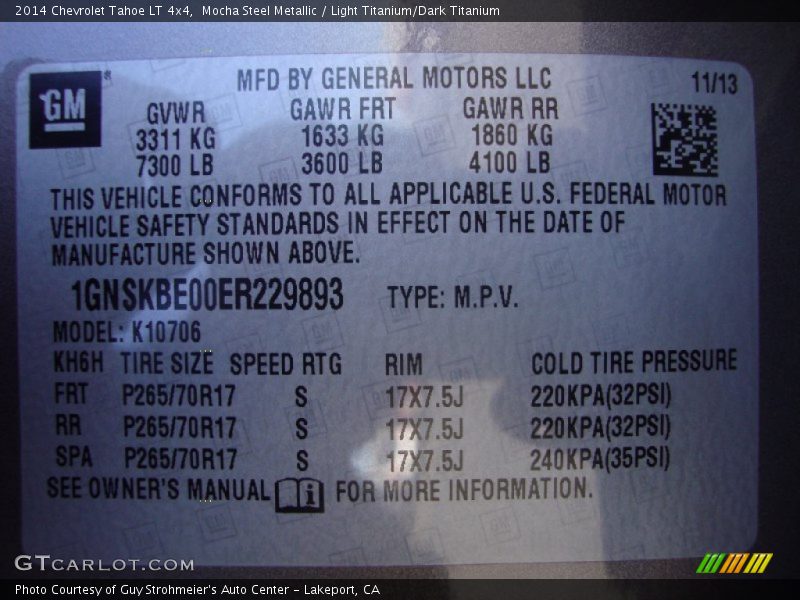 2014 Chevrolet Tahoe LT 4x4,  Mocha Steel Metallic / Light Titanium/Dark Titanium
GM®
MFD BY GENERAL MOTORS LLC 11/13
GVWR GAWR FRT GAWR RR
3311 KG 1633 KG 1860 KG
7300 LB 3600 LB 4100 LB
THIS VEHICLE CONFORMS TO ALL APPLICABLE U.S. FEDERAL MOTOR
VEHICLE SAFETY STANDARDS IN EFFECT ON THE DATE OF
MANUFACTURE SHOWN ABOVE.
1GNSKBE00ER229893 TYPE: M.P.V.
MODEL: K10706
KH6H TIRE SIZE SPEED RTG RIM COLD TIRE PRESSURE
FRT P265/70R17 S 17X7.5J 220KPA(32PSI)
RR P265/70R17 S 17X7.5J 220KPA(32PSI)
SPA P265/70R17 S 17X7.5J 240KPA(35PSI)
SEE OWNER'S MANUAL i FOR MORE INFORMATION.
GTCARLOT.COM
Photo Courtesy of Guy Strohmeier's Auto Center – Lakeport, CA